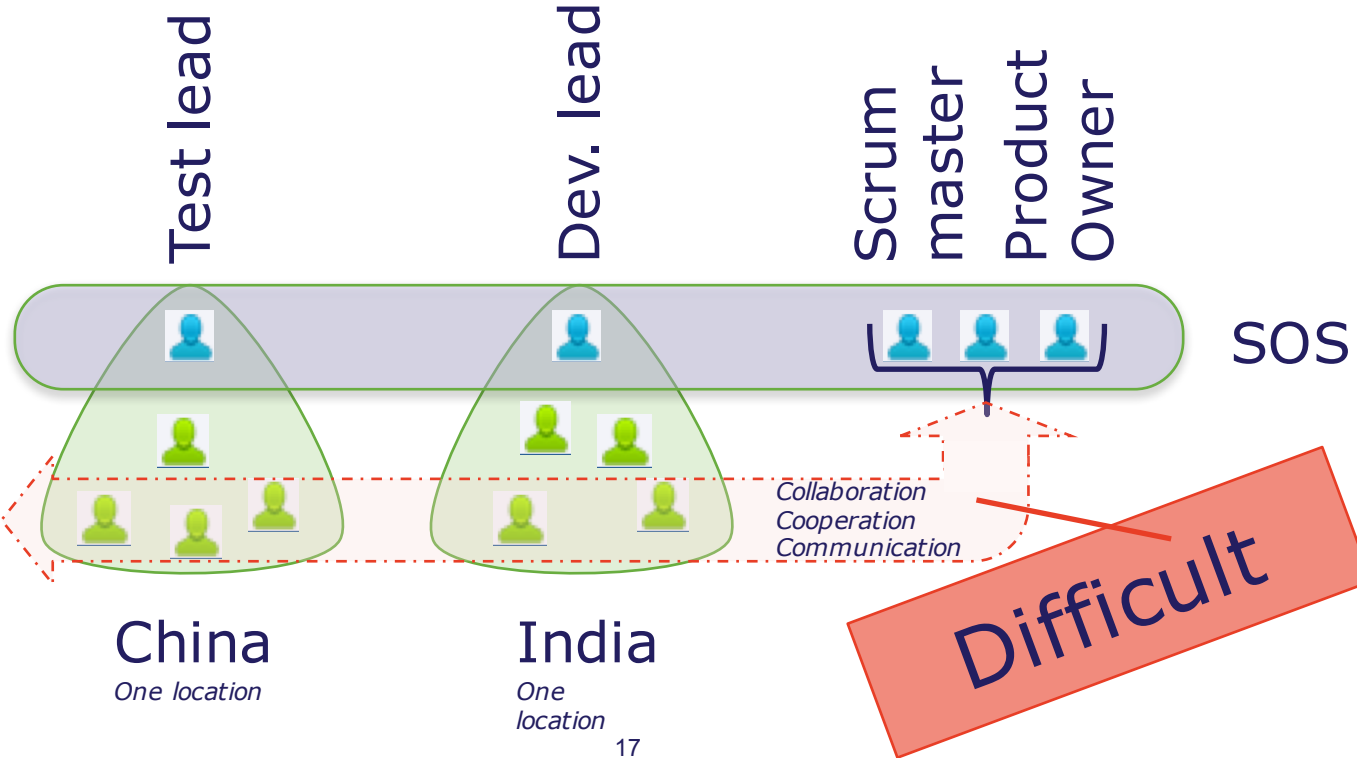 Test lead
Dev. lead
Scrum
master
Product
Owner
SOS
Collaboration
Cooperation
Communication
Difficult
China
One location
India
One
location
17